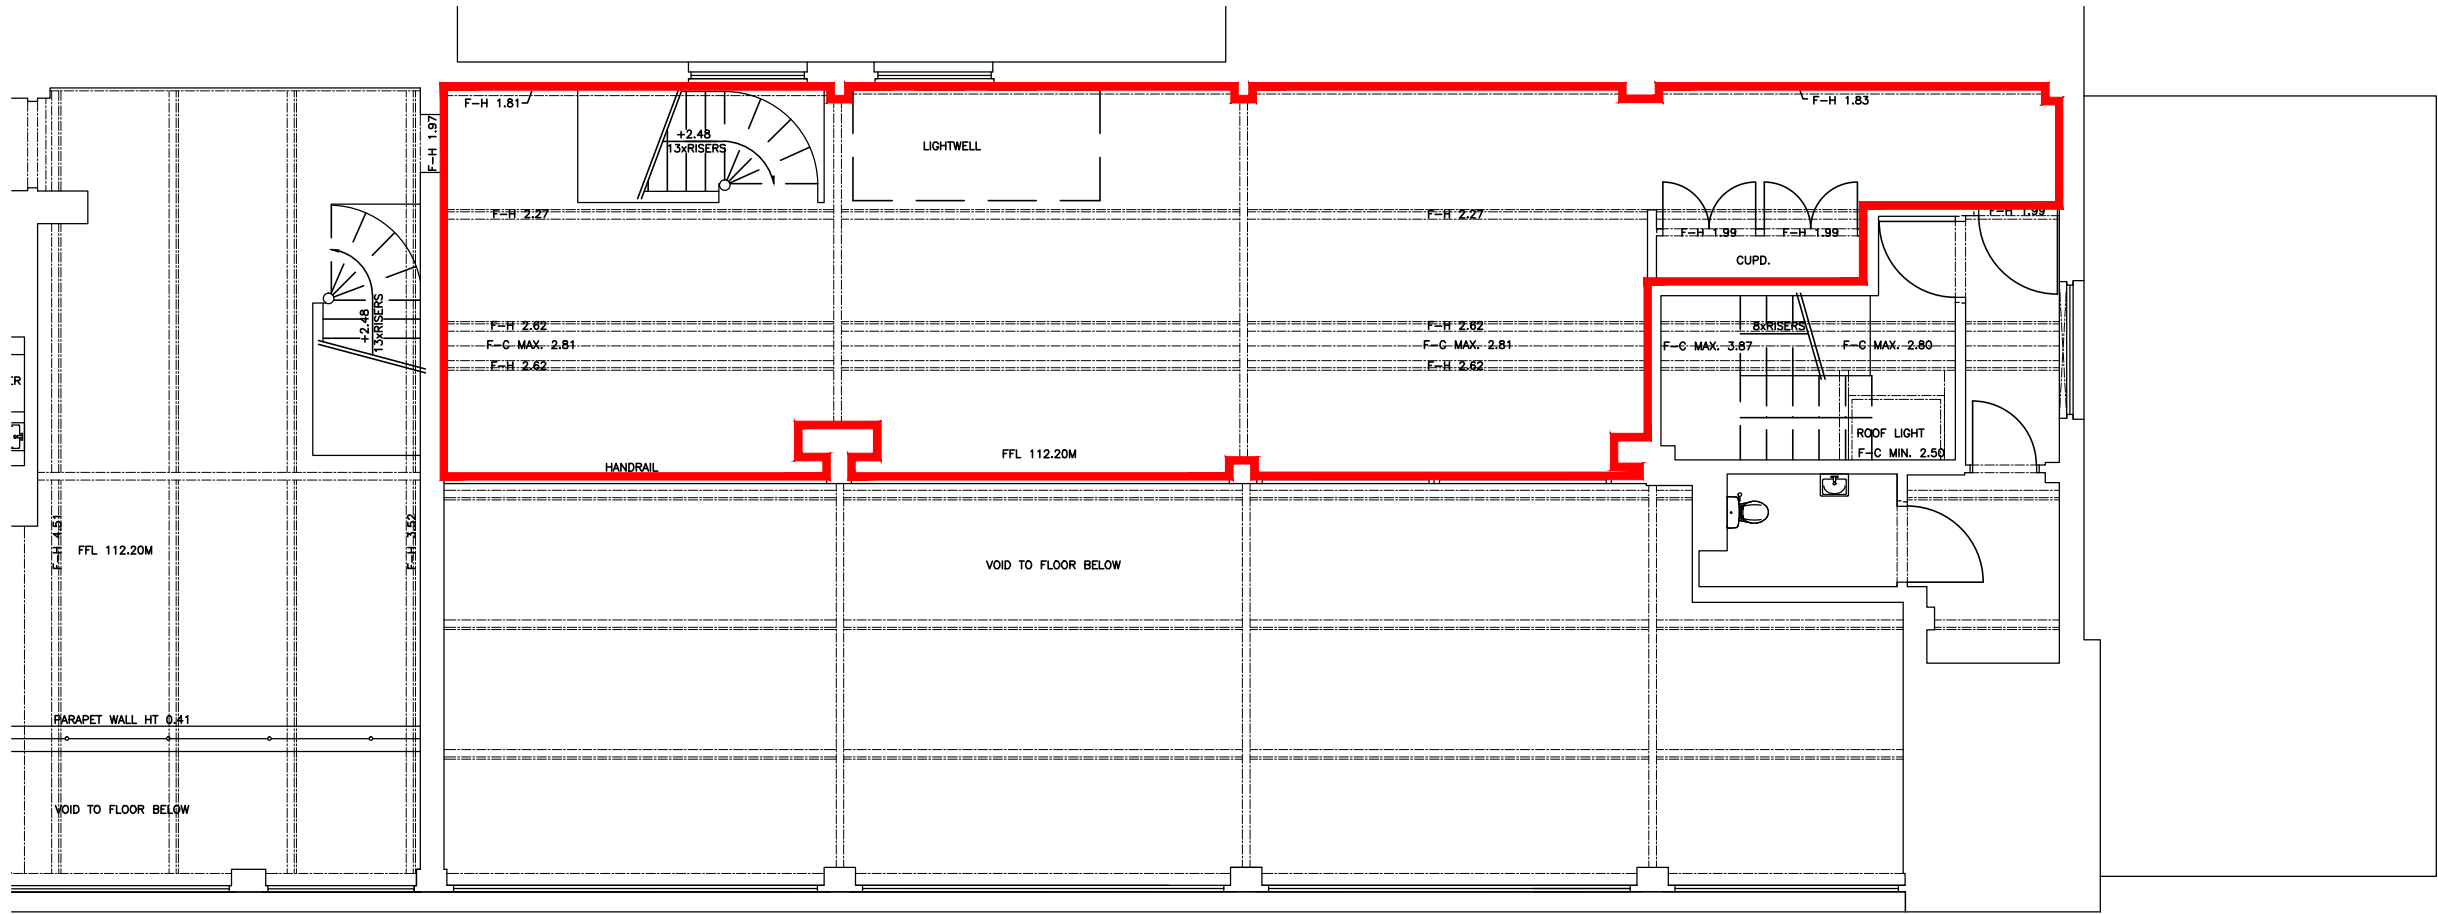 F-H 1.81
F-H 1.83
F-H 1.97
+2.48
13xRISERS
LIGHTWELL
F-H 2.27
F-H 2.27
F-H 1.99
F-H 1.99
F-H 1.99
CUPD.
+2.48
13xRISERS
F-H 2.62
F-C MAX. 2.81
F-H 2.62
F-H 2.62
F-C MAX. 2.81
F-H 2.62
8xRISERS
F-C MAX. 3.87
F-C MAX. 2.80
ROOF LIGHT
F-C MIN. 2.50
FFL 112.20M
HANDRAIL
F-H 4.51
FFL 112.20M
F-H 3.52
VOID TO FLOOR BELOW
PARAPET WALL HT 0.41
VOID TO FLOOR BELOW